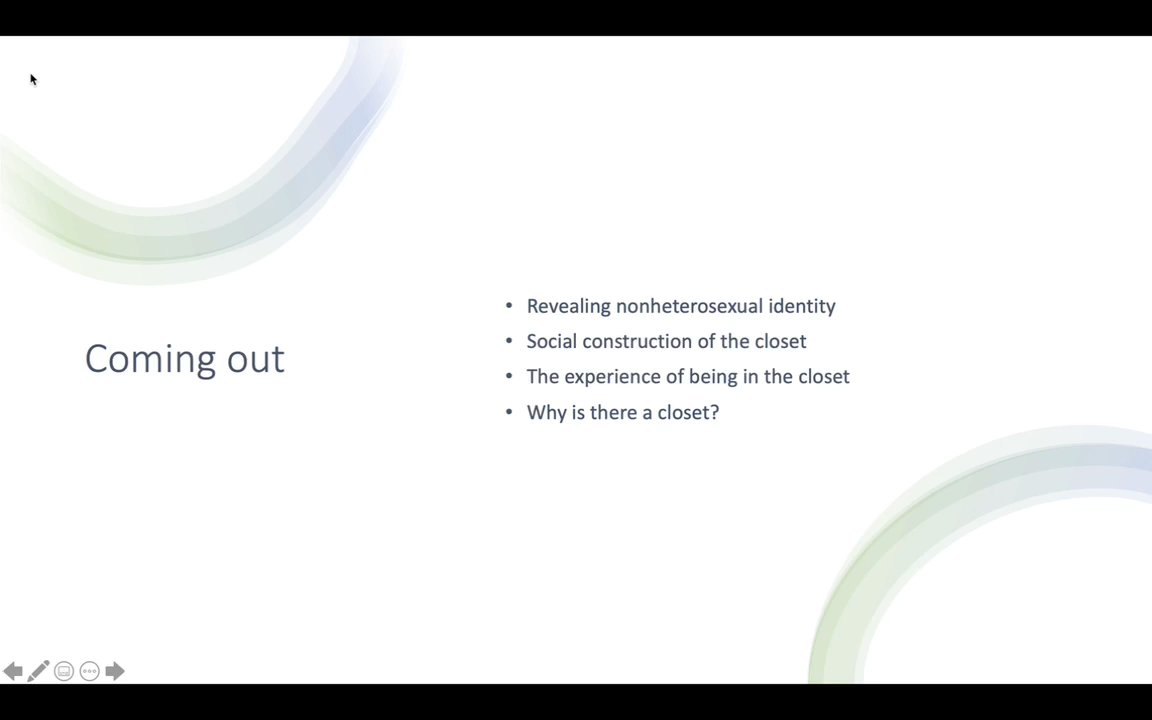 Coming out
• Revealing nonheterosexual identity
• Social construction of the closet
• The experience of being in the closet
• Why is there a closet?